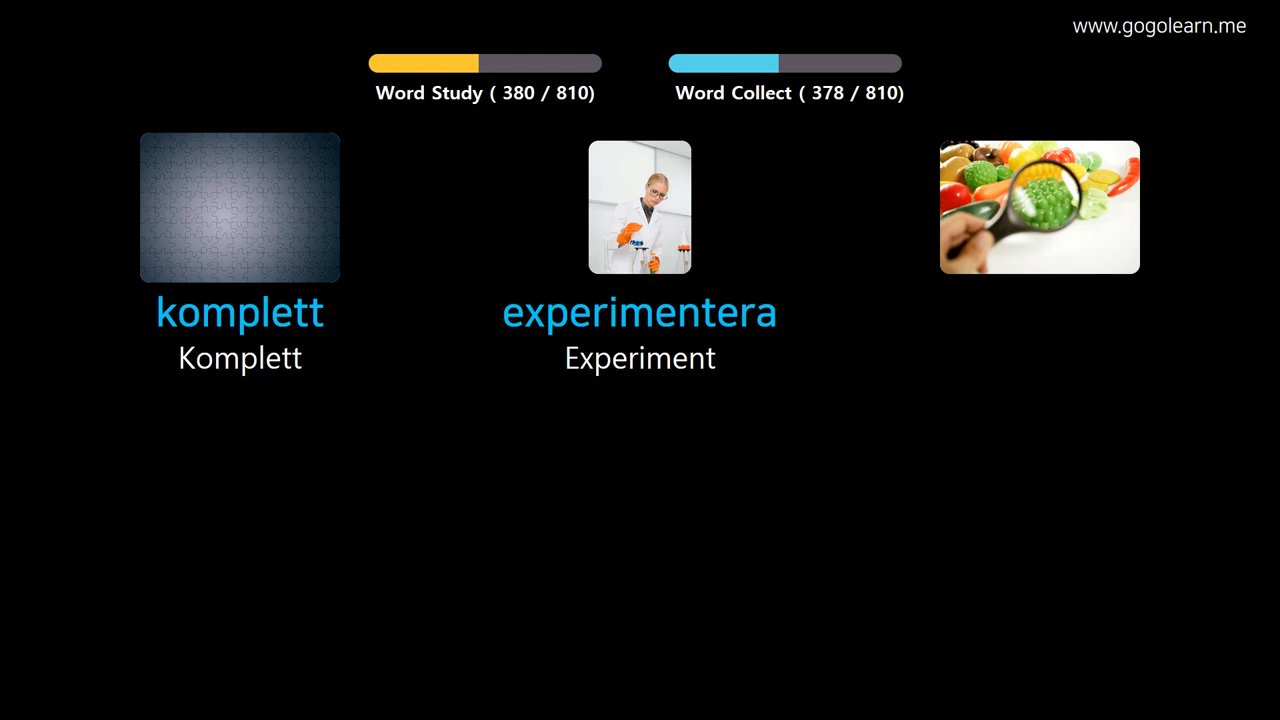 www.gogolearn.me
Word Study ( 380 / 810)
Word Collect ( 378 / 810)
komplett
Komplett
experimentera
Experiment